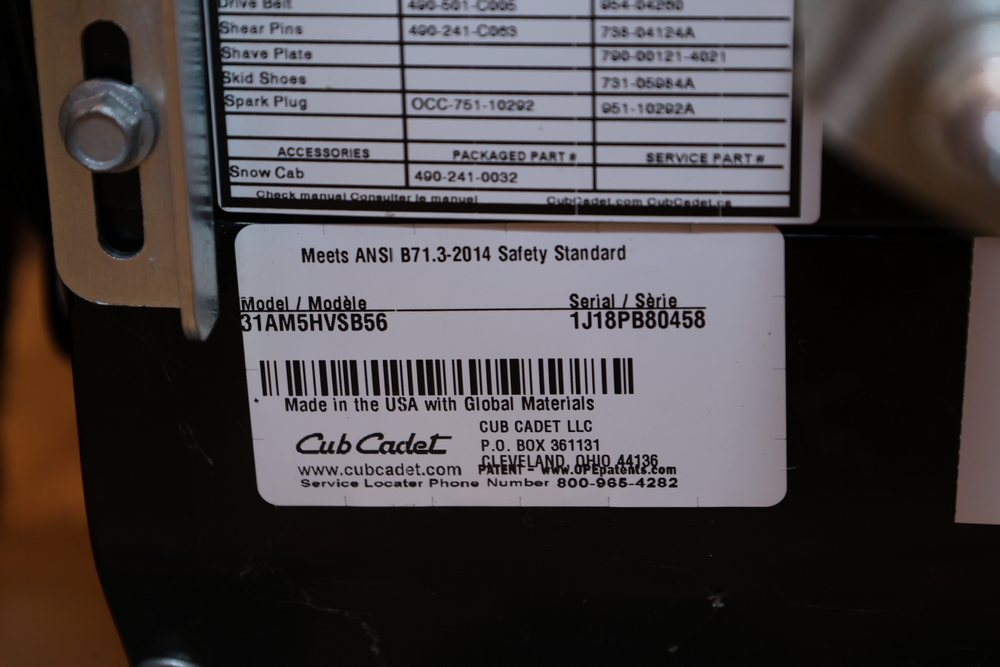 Drive Belt 490-501-C005 954-04260
Shear Pins 490-241-C063 738-04124A
Shave Plate 790-00121-4021
Skid Shoes 731-05984A
Spark Plug OCC-751-10292 951-10292A
ACCESSORIES PACKAGED PART # SERVICE PART #
Snow Cab 490-241-0032
Check manual Consulter le manuel CubCadet.com CubCadet.ca
Meets ANSI B71.3-2014 Safety Standard
Model / Modèle Serial / Sèrie
31AM5HVSB56 1J18PB80458
Made in the USA with Global Materials
Cub Cadet
CUB CADET LLC
P.O. BOX 361131
CLEVELAND, OHIO 44136
www.cubcadet.com PATENT - www.OPEpatents.com
Service Locater Phone Number 800-965-4282